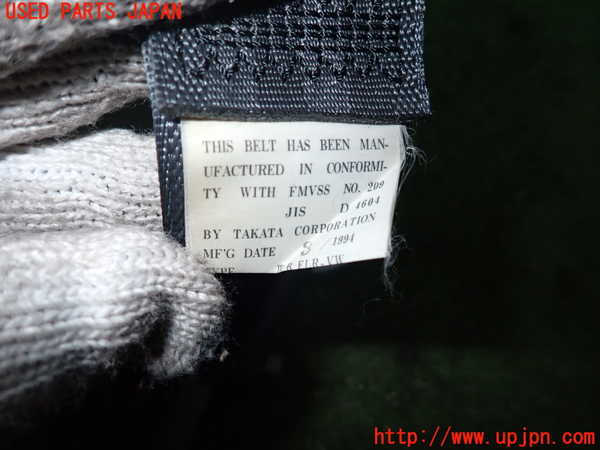 USED PARTS JAPAN
THIS BELT HAS BEEN MAN-
UFACTURED IN CONFORMI-
TY WITH FMVSS NO. 209
JIS D 4604
BY TAKATA CORPORATION
MF'G DATE 8/1994
TYPE
http://www.upjpn.com/